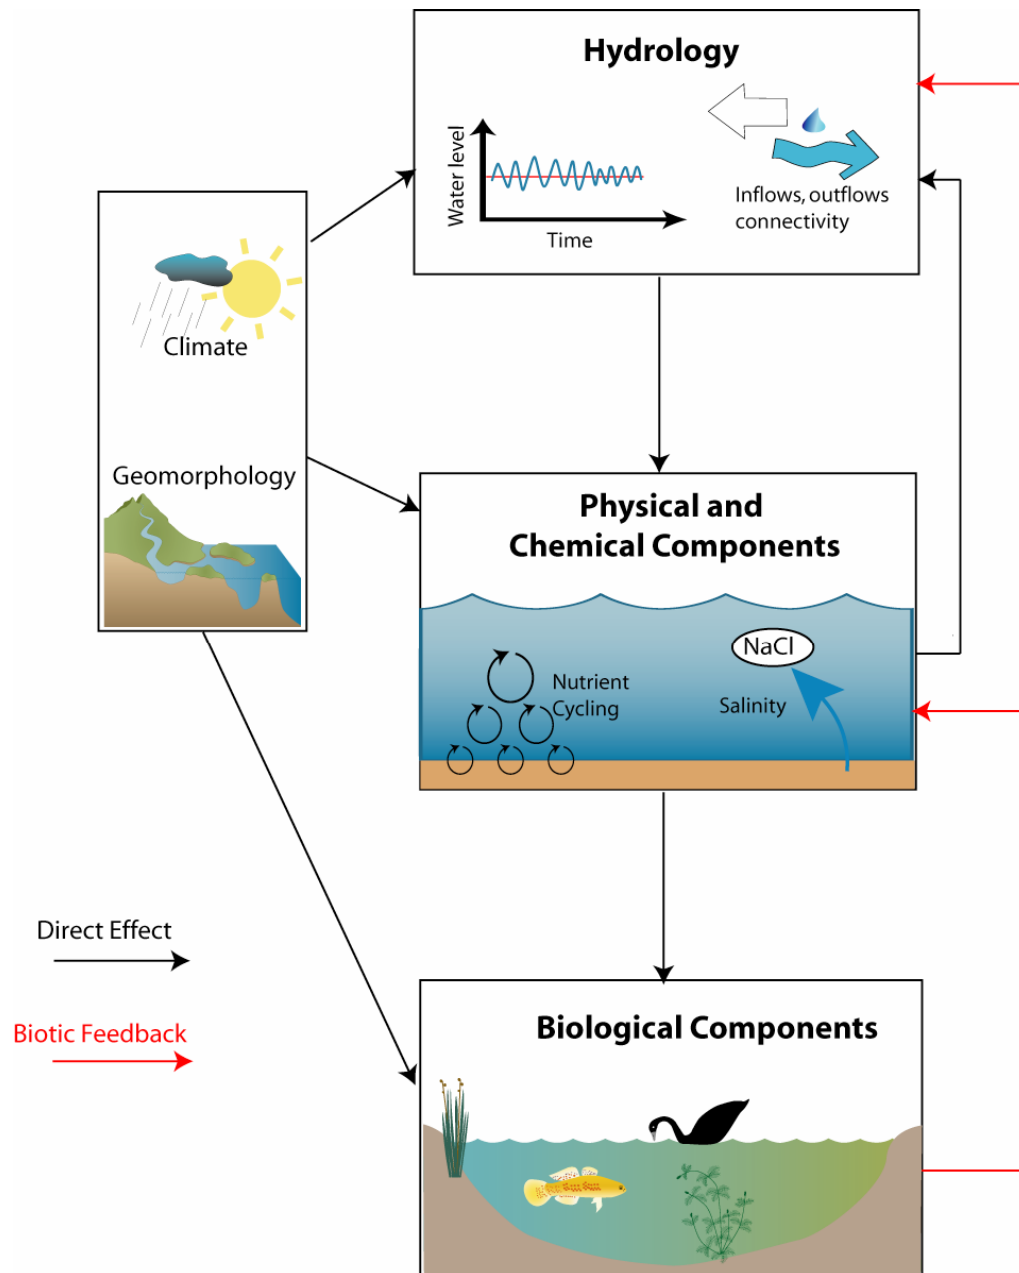 Hydrology
Water level
Time
Inflows, outflows
connectivity
Climate
Geomorphology
Physical and
Chemical Components
Nutrient
Cycling
NaCl
Salinity
Direct Effect
Biotic Feedback
Biological Components